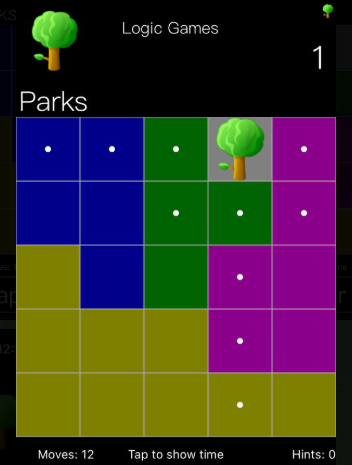 Logic Games
1
Parks
Moves: 12
Tap to show time
Hints: 0